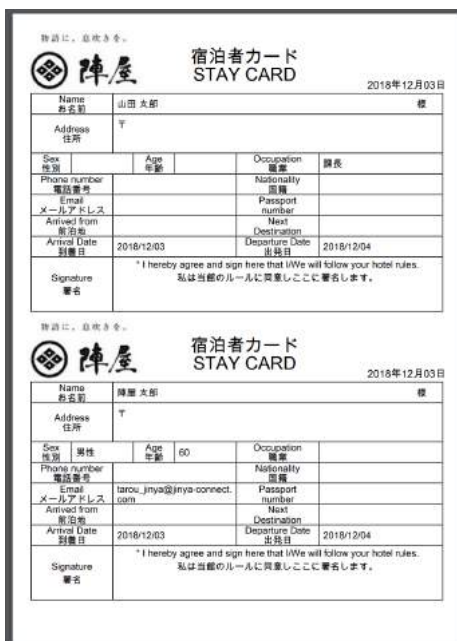 物語に、息吹きを。
陣屋
宿泊者カード
STAY CARD
2018年12月03日
Name
お名前
山田 太郎
様
Address
住所
〒
Sex
性別
Age
年齢
Occupation
職業
課長
Phone number
電話番号
Nationality
国籍
Email
メールアドレス
Passport
number
Arrived from
前泊地
Next
Destination
Arrival Date
到着日
2018/12/03
Departure Date
出発日
2018/12/04
Signature
署名
* I hereby agree and sign here that I/We will follow your hotel rules.
私は当館のルールに同意しここに署名します。
物語に、息吹きを。
陣屋
宿泊者カード
STAY CARD
2018年12月03日
Name
お名前
陣屋 太郎
様
Address
住所
〒
Sex
性別
男性
Age
年齢
60
Occupation
職業
Phone number
電話番号
Nationality
国籍
Email
メールアドレス
tarou_jinya@jinya-connect.
com
Passport
number
Arrived from
前泊地
Next
Destination
Arrival Date
到着日
2018/12/03
Departure Date
出発日
2018/12/04
Signature
署名
* I hereby agree and sign here that I/We will follow your hotel rules.
私は当館のルールに同意しここに署名します。